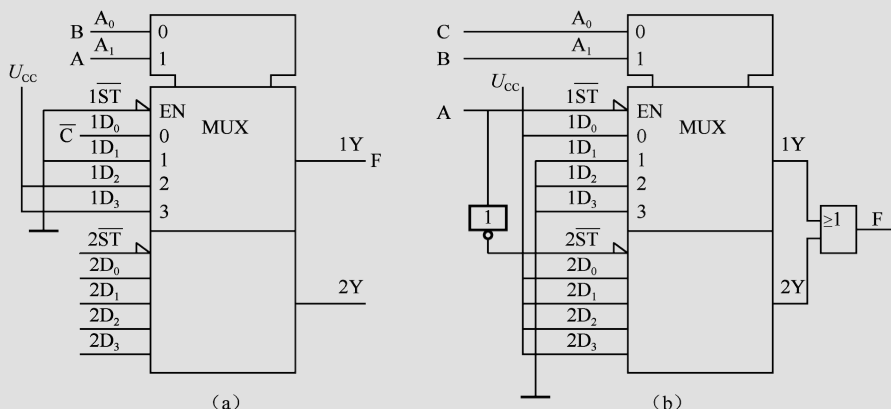 B A₀ 0
A A₁ 1
U_CC
1S̅T̅ EN
C̅ 1D₀ 0
MUX
1D₁ 1
1D₂ 2
1D₃ 3
1Y F
2S̅T̅
2D₀
2D₁
2D₂
2D₃
2Y
(a)
C A₀ 0
B A₁ 1
U_CC
A 1S̅T̅ EN
1D₀ 0
MUX
1D₁ 1
1D₂ 2
1D₃ 3
1Y
1
≥1 F
2S̅T̅
2D₀
2D₁
2D₂
2D₃
2Y
(b)